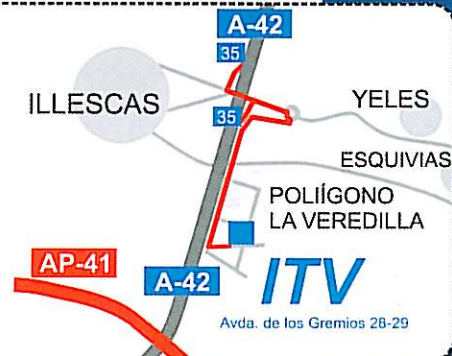 A-42
35
ILLESCAS
YELES
35
ESQUIVIAS
POLIÍGONO
LA VEREDILLA
AP-41
A-42
ITV
Avda. de los Gremios 28-29